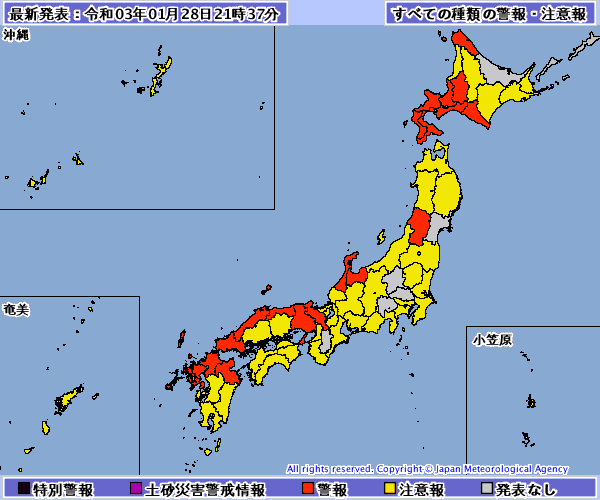 最新発表：令和03年01月28日21時37分
すべての種類の警報・注意報
沖縄
奄美
小笠原
All rights reserved. Copyright © Japan Meteorological Agency
特別警報 土砂災害警戒情報 警報 注意報 発表なし